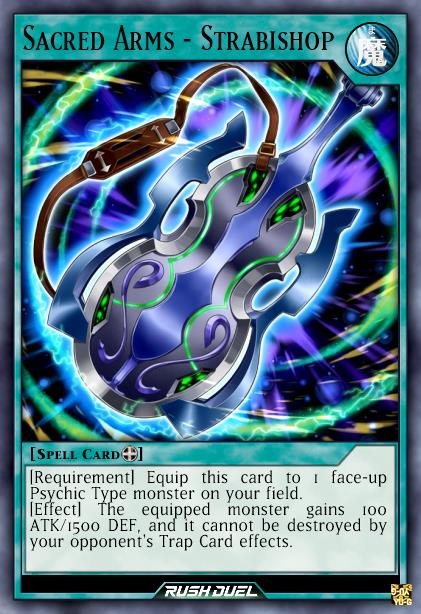 Sacred Arms - Strabishop
ま
魔
[Spell Card]
[Requirement] Equip this card to 1 face-up
Psychic Type monster on your field.
[Effect] The equipped monster gains 100
ATK/1500 DEF, and it cannot be destroyed by
your opponent's Trap Card effects.
RUSH DUEL